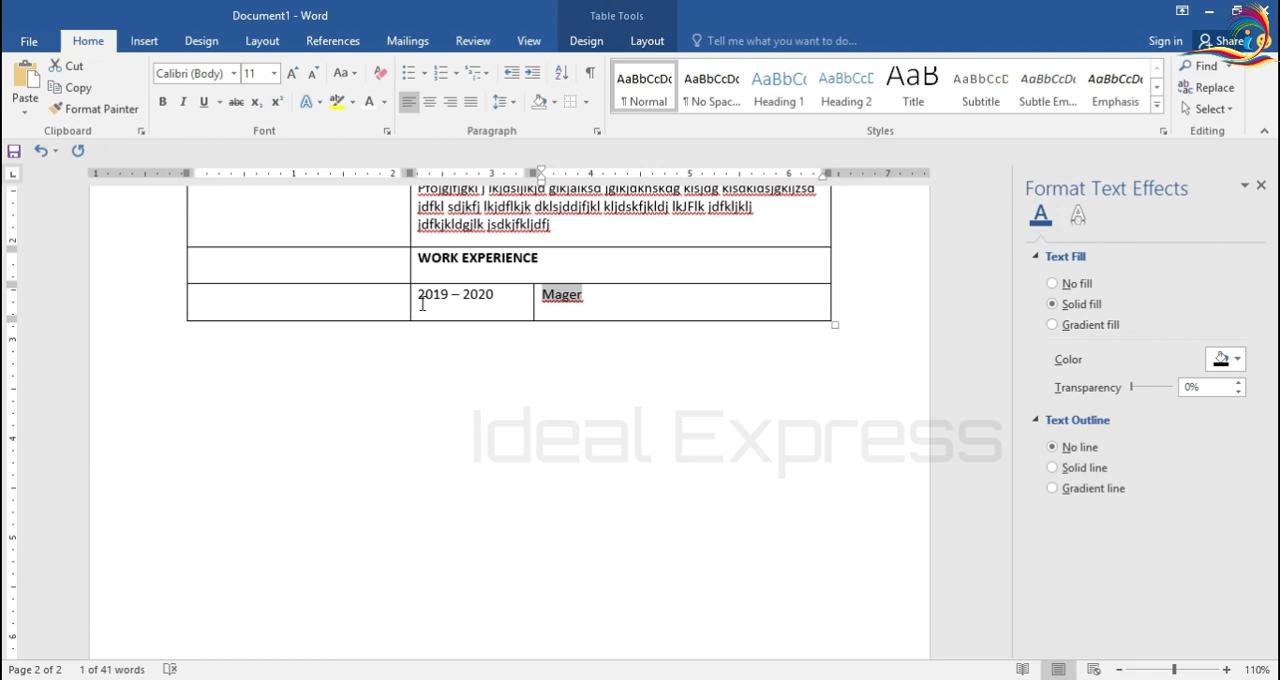 Document1 - Word
Table Tools
File Home Insert Design Layout References Mailings Review View Design Layout Tell me what you want to do... Sign in Share
Paste
Cut
Copy
Format Painter
Calibri (Body) 11
Clipboard
Font
Paragraph
AaBbCcDc AaBbCcDc AaBbCc AaBbCcD AaB AaBbCcD AaBbCcDc AaBbCcDc
¶ Normal ¶ No Spac... Heading 1 Heading 2 Title Subtitle Subtle Em... Emphasis
Styles
Find
Replace
Select
Editing
jdfkl sdjkfj lkjdflkjk dklsjddjfjkl kljdskfjkldj lkJFlk jdfkljklj
jdfkjkldgjlk jsdkjfkljdfj
WORK EXPERIENCE
2019 – 2020 Mager
Ideal Express
Format Text Effects
Text Fill
No fill
Solid fill
Gradient fill
Color
Transparency 0%
Text Outline
No line
Solid line
Gradient line
Page 2 of 2 1 of 41 words 110%